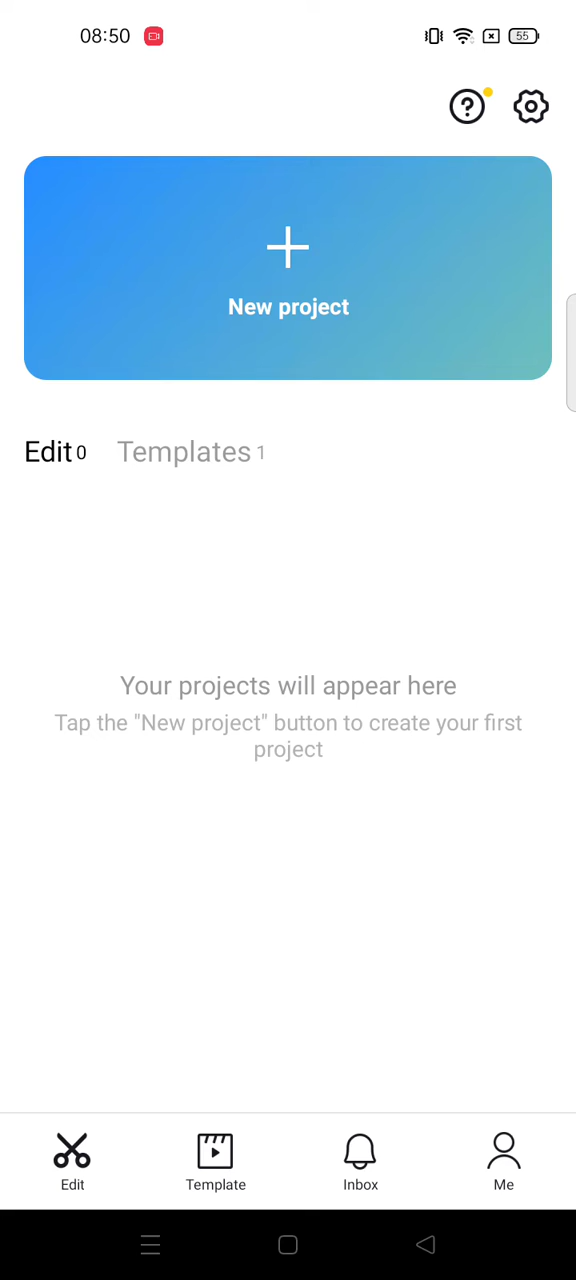 08:50
55
New project
Edit 0 Templates 1
Your projects will appear here
Tap the "New project" button to create your first
project
Edit Template Inbox Me